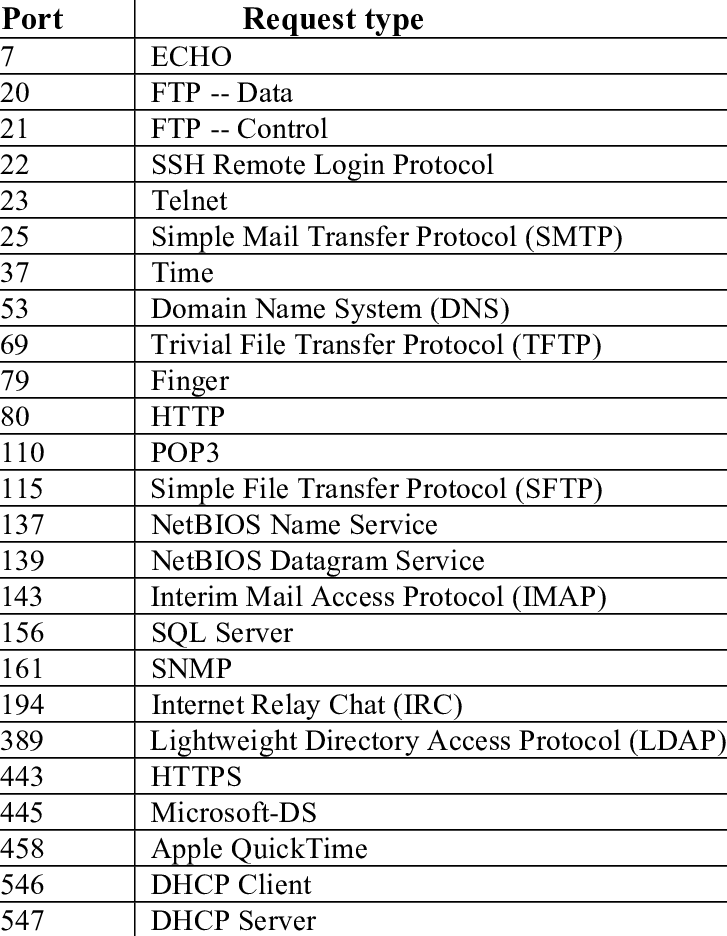 Port Request type
7 ECHO
20 FTP -- Data
21 FTP -- Control
22 SSH Remote Login Protocol
23 Telnet
25 Simple Mail Transfer Protocol (SMTP)
37 Time
53 Domain Name System (DNS)
69 Trivial File Transfer Protocol (TFTP)
79 Finger
80 HTTP
110 POP3
115 Simple File Transfer Protocol (SFTP)
137 NetBIOS Name Service
139 NetBIOS Datagram Service
143 Interim Mail Access Protocol (IMAP)
156 SQL Server
161 SNMP
194 Internet Relay Chat (IRC)
389 Lightweight Directory Access Protocol (LDAP)
443 HTTPS
445 Microsoft-DS
458 Apple QuickTime
546 DHCP Client
547 DHCP Server